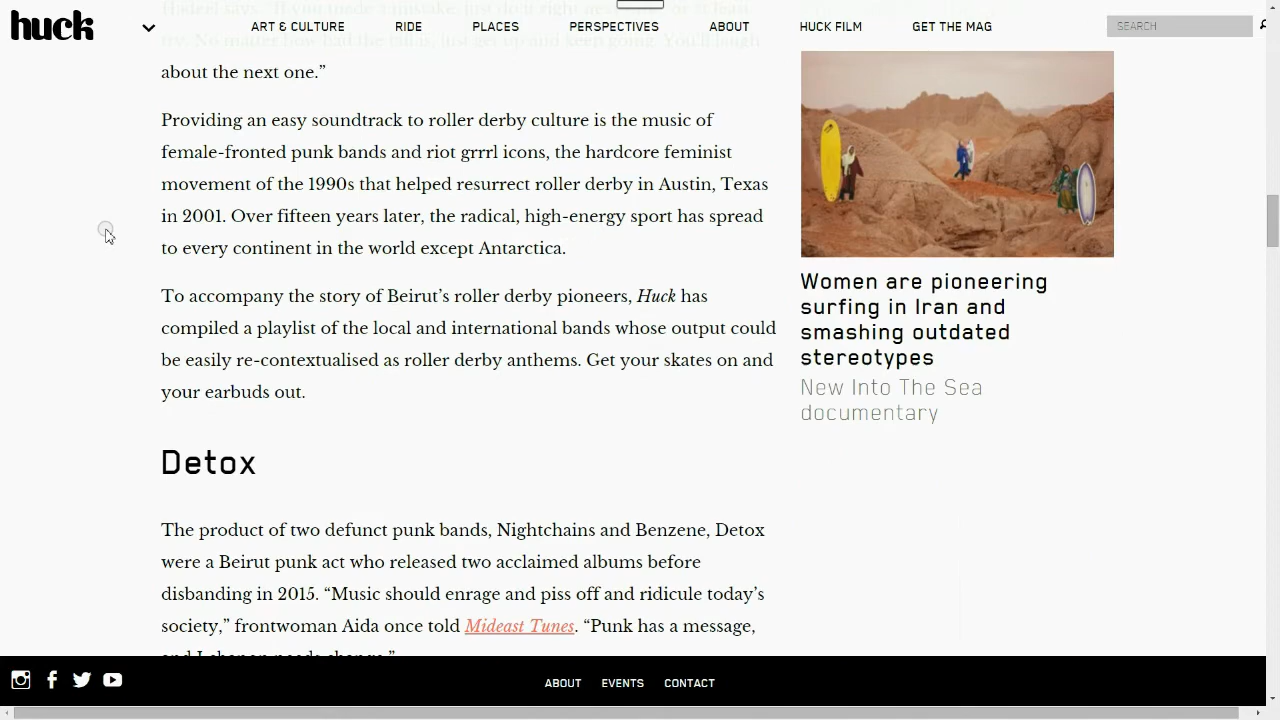 huck
ART & CULTURE
RIDE
PLACES
PERSPECTIVES
ABOUT
HUCK FILM
GET THE MAG
SEARCH
about the next one.”
Providing an easy soundtrack to roller derby culture is the music of
female-fronted punk bands and riot grrrl icons, the hardcore feminist
movement of the 1990s that helped resurrect roller derby in Austin, Texas
in 2001. Over fifteen years later, the radical, high-energy sport has spread
to every continent in the world except Antarctica.
To accompany the story of Beirut’s roller derby pioneers, Huck has
compiled a playlist of the local and international bands whose output could
be easily re-contextualised as roller derby anthems. Get your skates on and
your earbuds out.
Detox
The product of two defunct punk bands, Nightchains and Benzene, Detox
were a Beirut punk act who released two acclaimed albums before
disbanding in 2015. “Music should enrage and piss off and ridicule today’s
society,” frontwoman Aida once told Mideast Tunes. “Punk has a message,
and Lebanon needs change.”
Women are pioneering
surfing in Iran and
smashing outdated
stereotypes
New Into The Sea
documentary
ABOUT
EVENTS
CONTACT